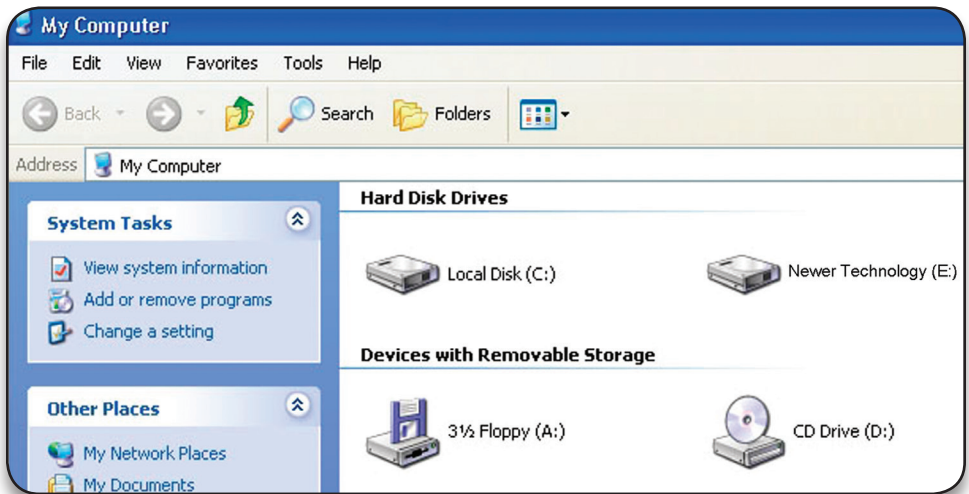 My Computer
File Edit View Favorites Tools Help
Back Search Folders
Address My Computer
System Tasks
View system information
Add or remove programs
Change a setting
Other Places
My Network Places
My Documents
Hard Disk Drives
Local Disk (C:) Newer Technology (E:)
Devices with Removable Storage
3½ Floppy (A:) CD Drive (D:)